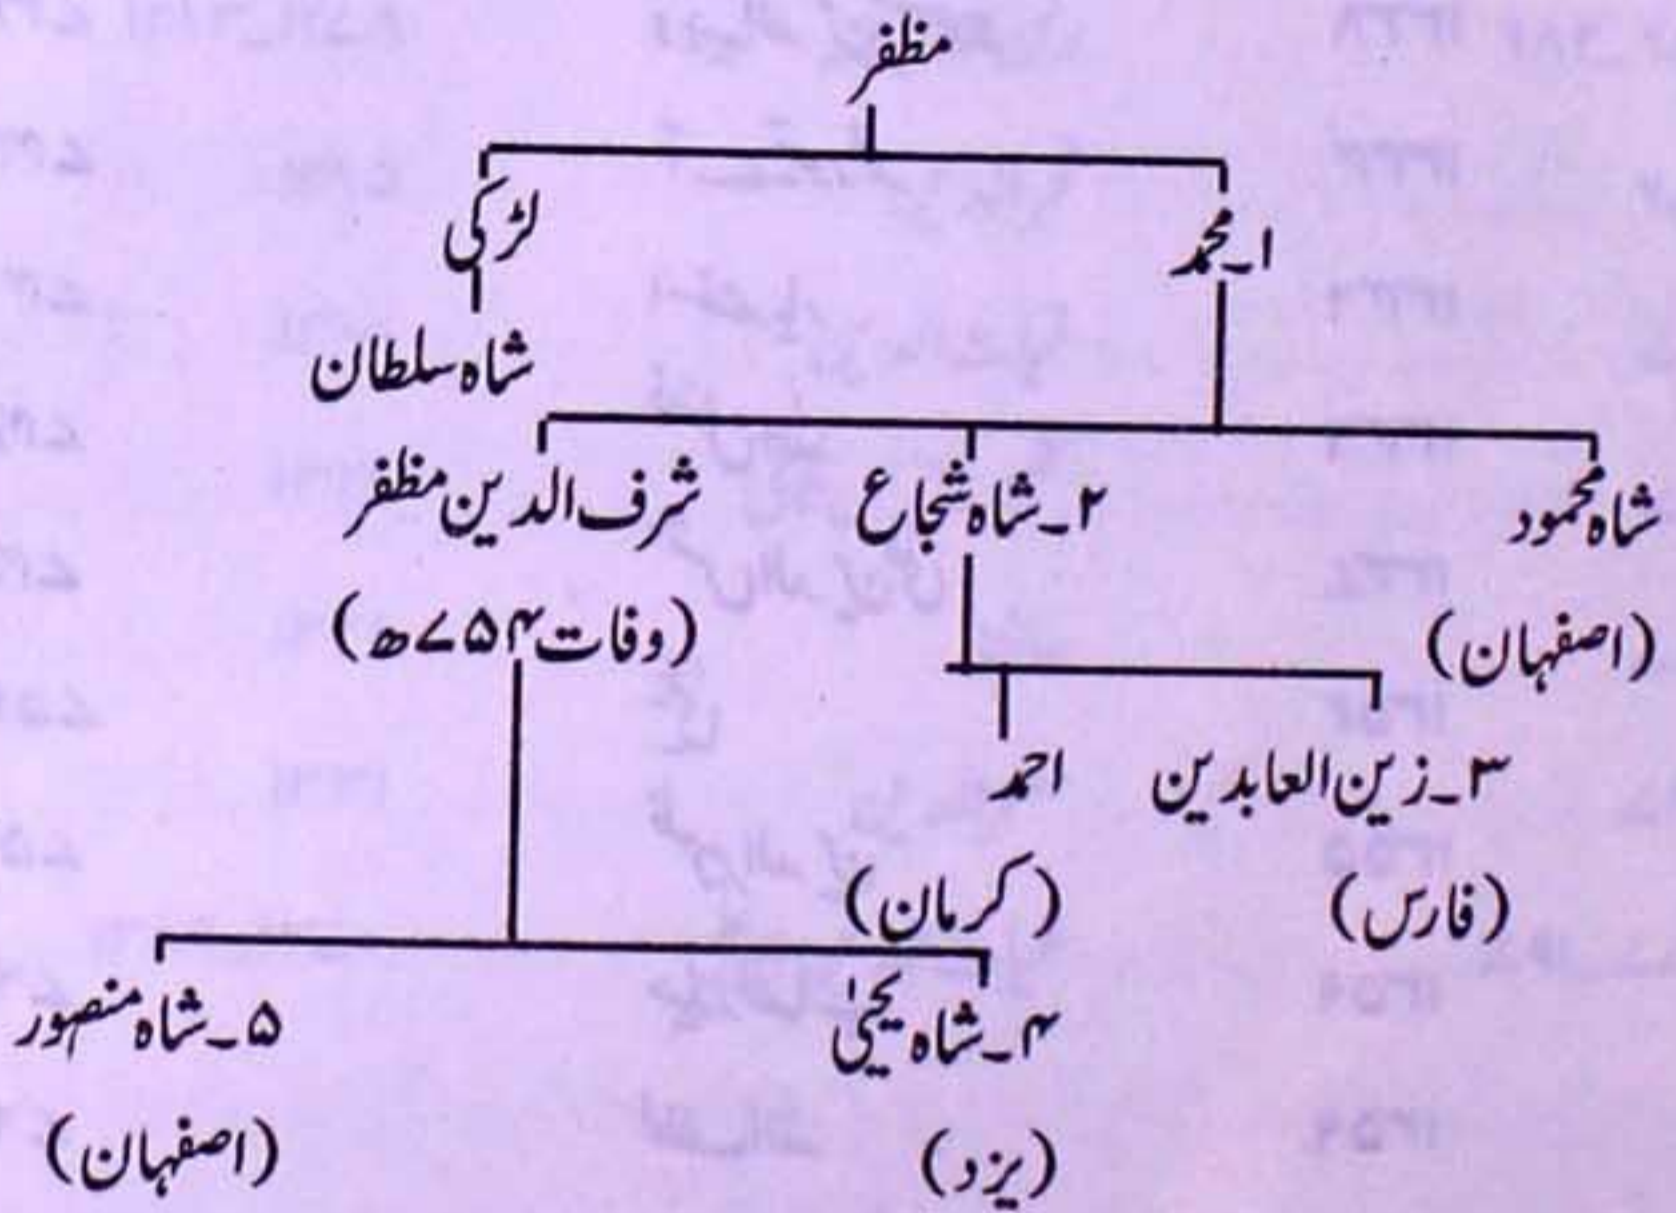 مظفر
۱۔محمد
لڑکی
شاہ سلطان
شاہ محمود
۲۔شاہ شجاع
شرف الدین مظفر
(اصفہان)
(وفات ۷۵۴ھ)
۳۔زین العابدین
احمد
(فارس)
(کرمان)
۴۔شاہ یحییٰ
۵۔شاہ منصور
(یزد)
(اصفہان)